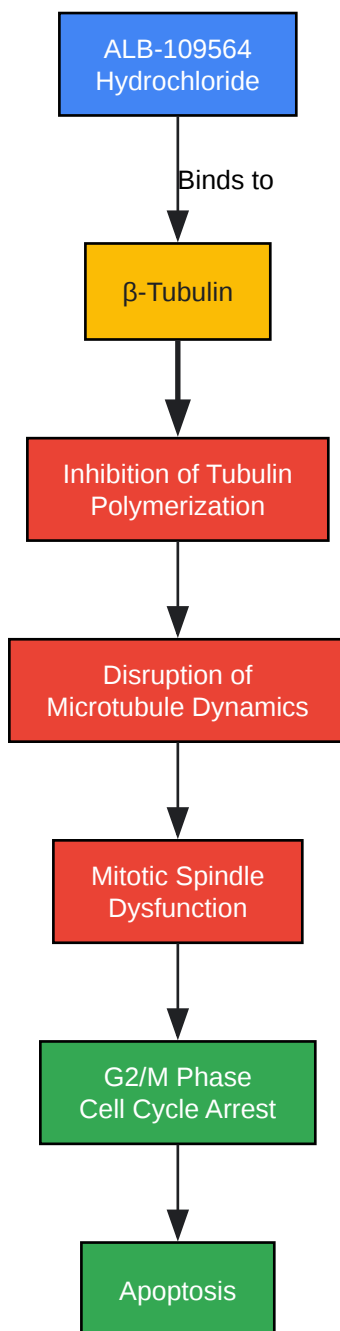 ALB-109564
Hydrochloride
Binds to
β-Tubulin
Inhibition of Tubulin
Polymerization
Disruption of
Microtubule Dynamics
Mitotic Spindle
Dysfunction
G2/M Phase
Cell Cycle Arrest
Apoptosis